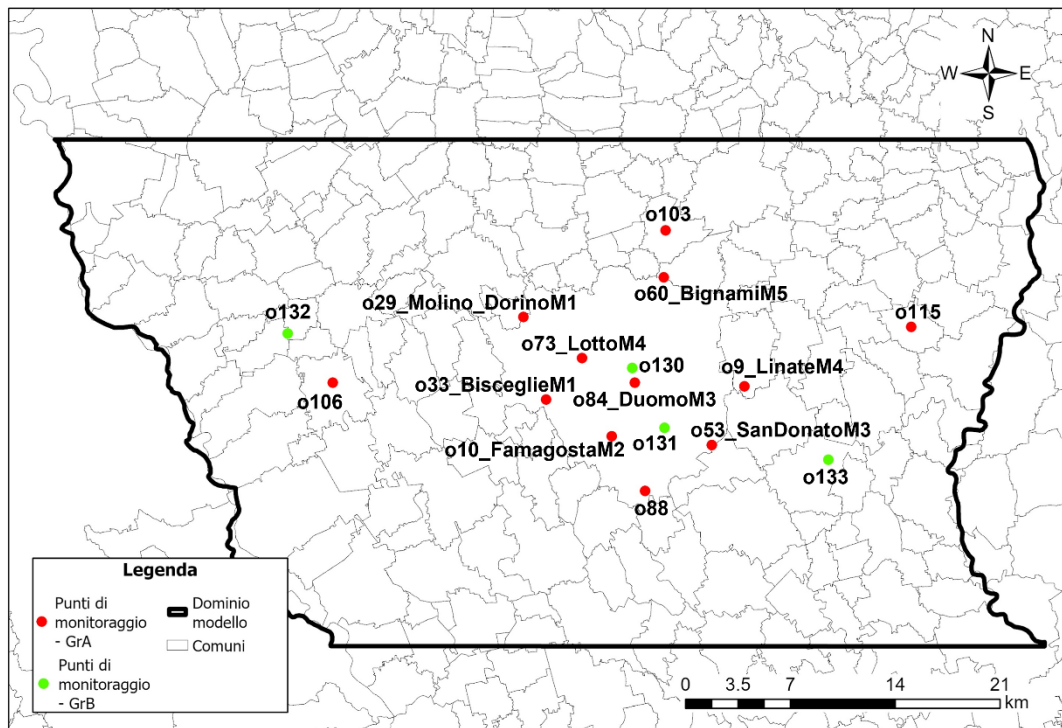 N
W E
S
o103
o60_BignamiM5
o29_Molino_DorinoM1
o115
o132
o73_LottoM4
o130
o9_LinateM4
o33_BisceglieM1
o84_DuomoM3
o106
o53_SanDonatoM3
o131
o10_FamagostaM2
o133
o88
Legenda
Punti di
monitoraggio
- GrA
Dominio
modello
Comuni
Punti di
monitoraggio
- GrB
0 3.5 7 14 21
km